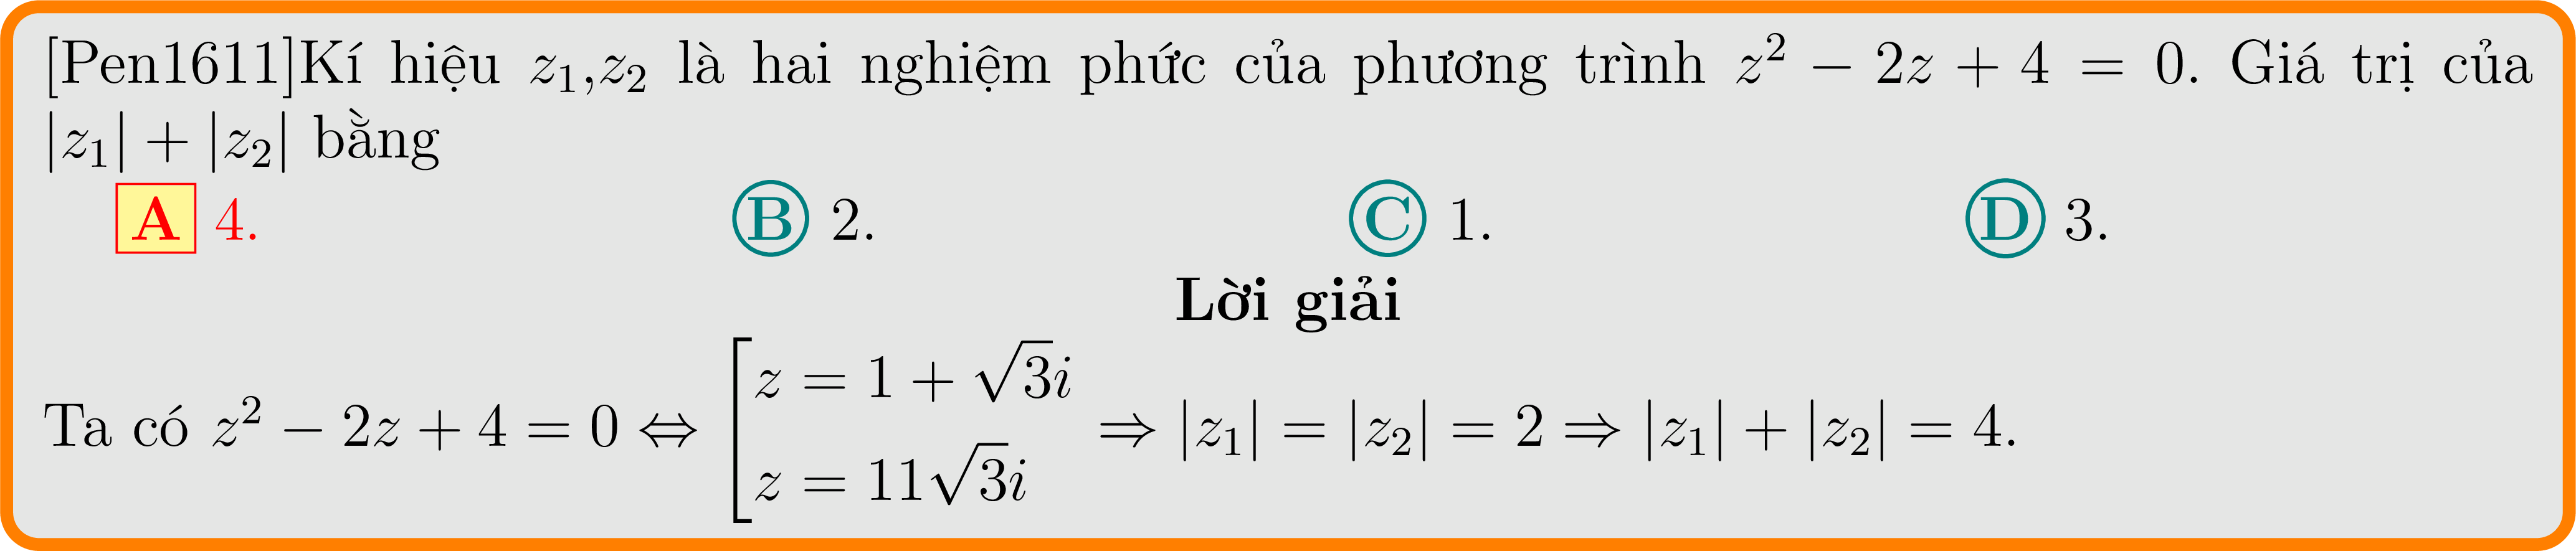 [Pen1611]Kí hiệu $z_1$,$z_2$ là hai nghiệm phức của phương trình $z^2 - 2z + 4 = 0$. Giá trị của
$|z_1| + |z_2|$ bằng
A 4. B 2. C 1. D 3.
Lời giải
Ta có $z^2 - 2z + 4 = 0 \Leftrightarrow \left[\begin{array}{l} z = 1 + \sqrt{3}i \\ z = 11\sqrt{3}i \end{array}\right. \Rightarrow |z_1| = |z_2| = 2 \Rightarrow |z_1| + |z_2| = 4.$